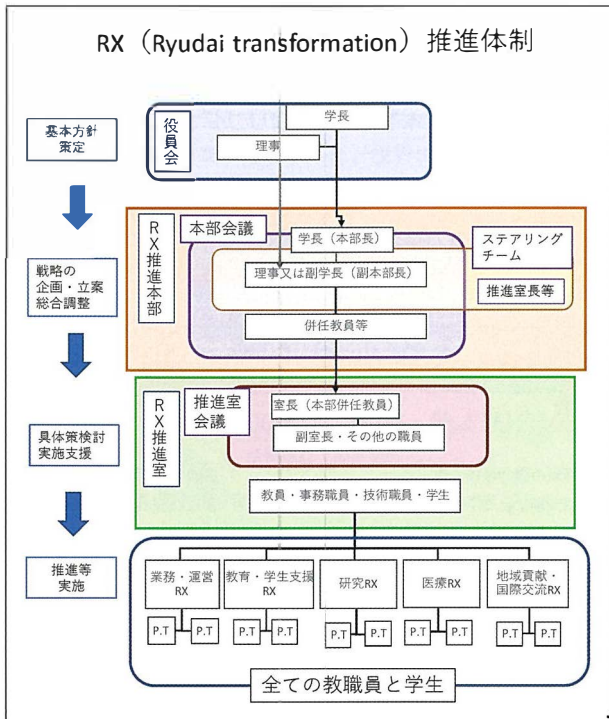 RX（Ryudai transformation）推進体制
基本方針
策定
役員会
学長
理事
戦略の
企画・立案
総合調整
RX推進本部
本部会議
学長（本部長）
ステアリング
チーム
理事又は副学長（副本部長）
推進室長等
併任教員等
具体策検討
実施支援
RX推進室
推進室
会議
室長（本部併任教員）
副室長・その他の職員
教員・事務職員・技術職員・学生
推進等
実施
業務・運営
RX
教育・学生支援
RX
研究RX
医療RX
地域貢献・
国際交流RX
P.T P.T P.T P.T P.T P.T P.T P.T P.T P.T
全ての教職員と学生